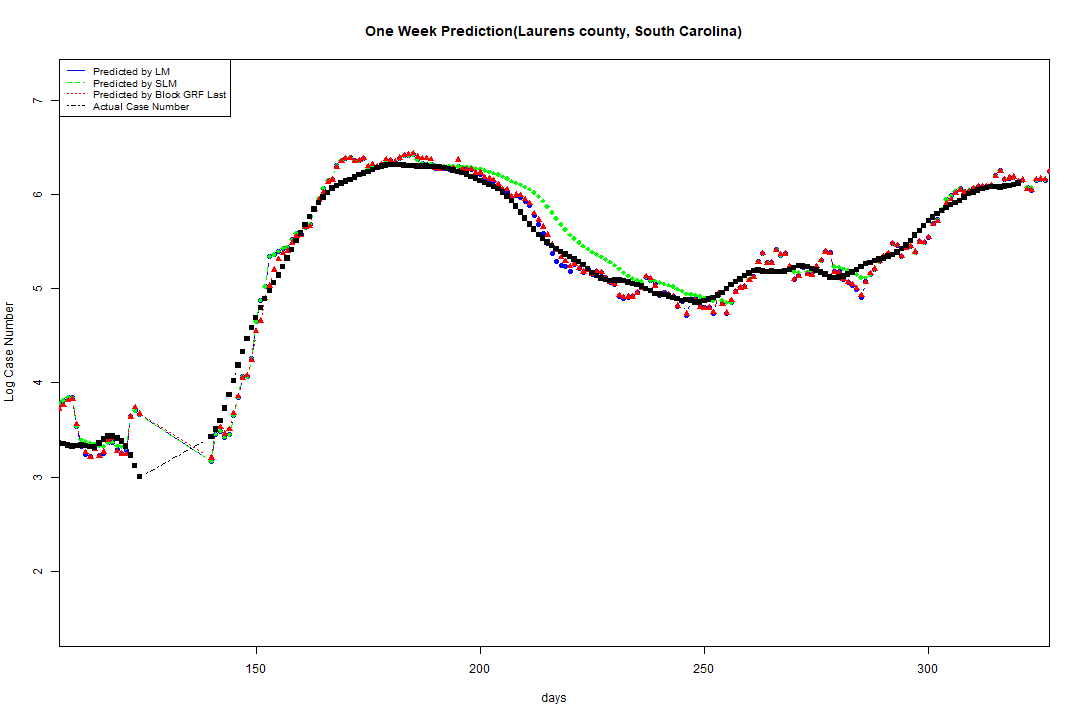 One Week Prediction(Laurens county, South Carolina)
Predicted by LM
Predicted by SLM
Predicted by Block GRF Last
Actual Case Number
7
6
5
4
3
2
Log Case Number
150 200 250 300
days